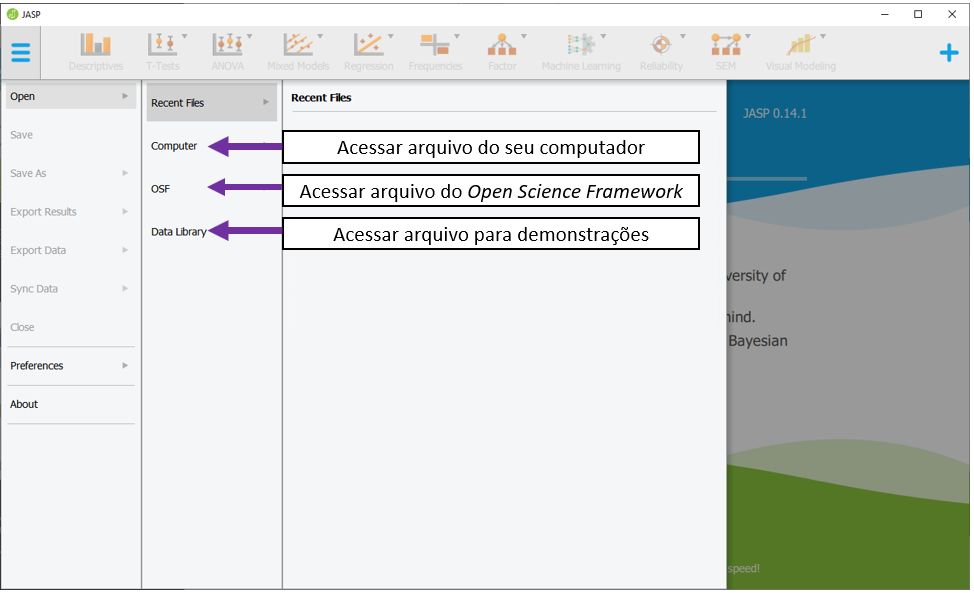 JASP
Descriptives
T-Tests
ANOVA
Mixed Models
Regression
Frequencies
Factor
Machine Learning
Reliability
SEM
Visual Modeling
Open
Save
Save As
Export Results
Export Data
Sync Data
Close
Preferences
About
Recent Files
Computer
OSF
Data Library
Recent Files
Acessar arquivo do seu computador
Acessar arquivo do Open Science Framework
Acessar arquivo para demonstrações
JASP 0.14.1
versity of
mind.
Bayesian
speed!